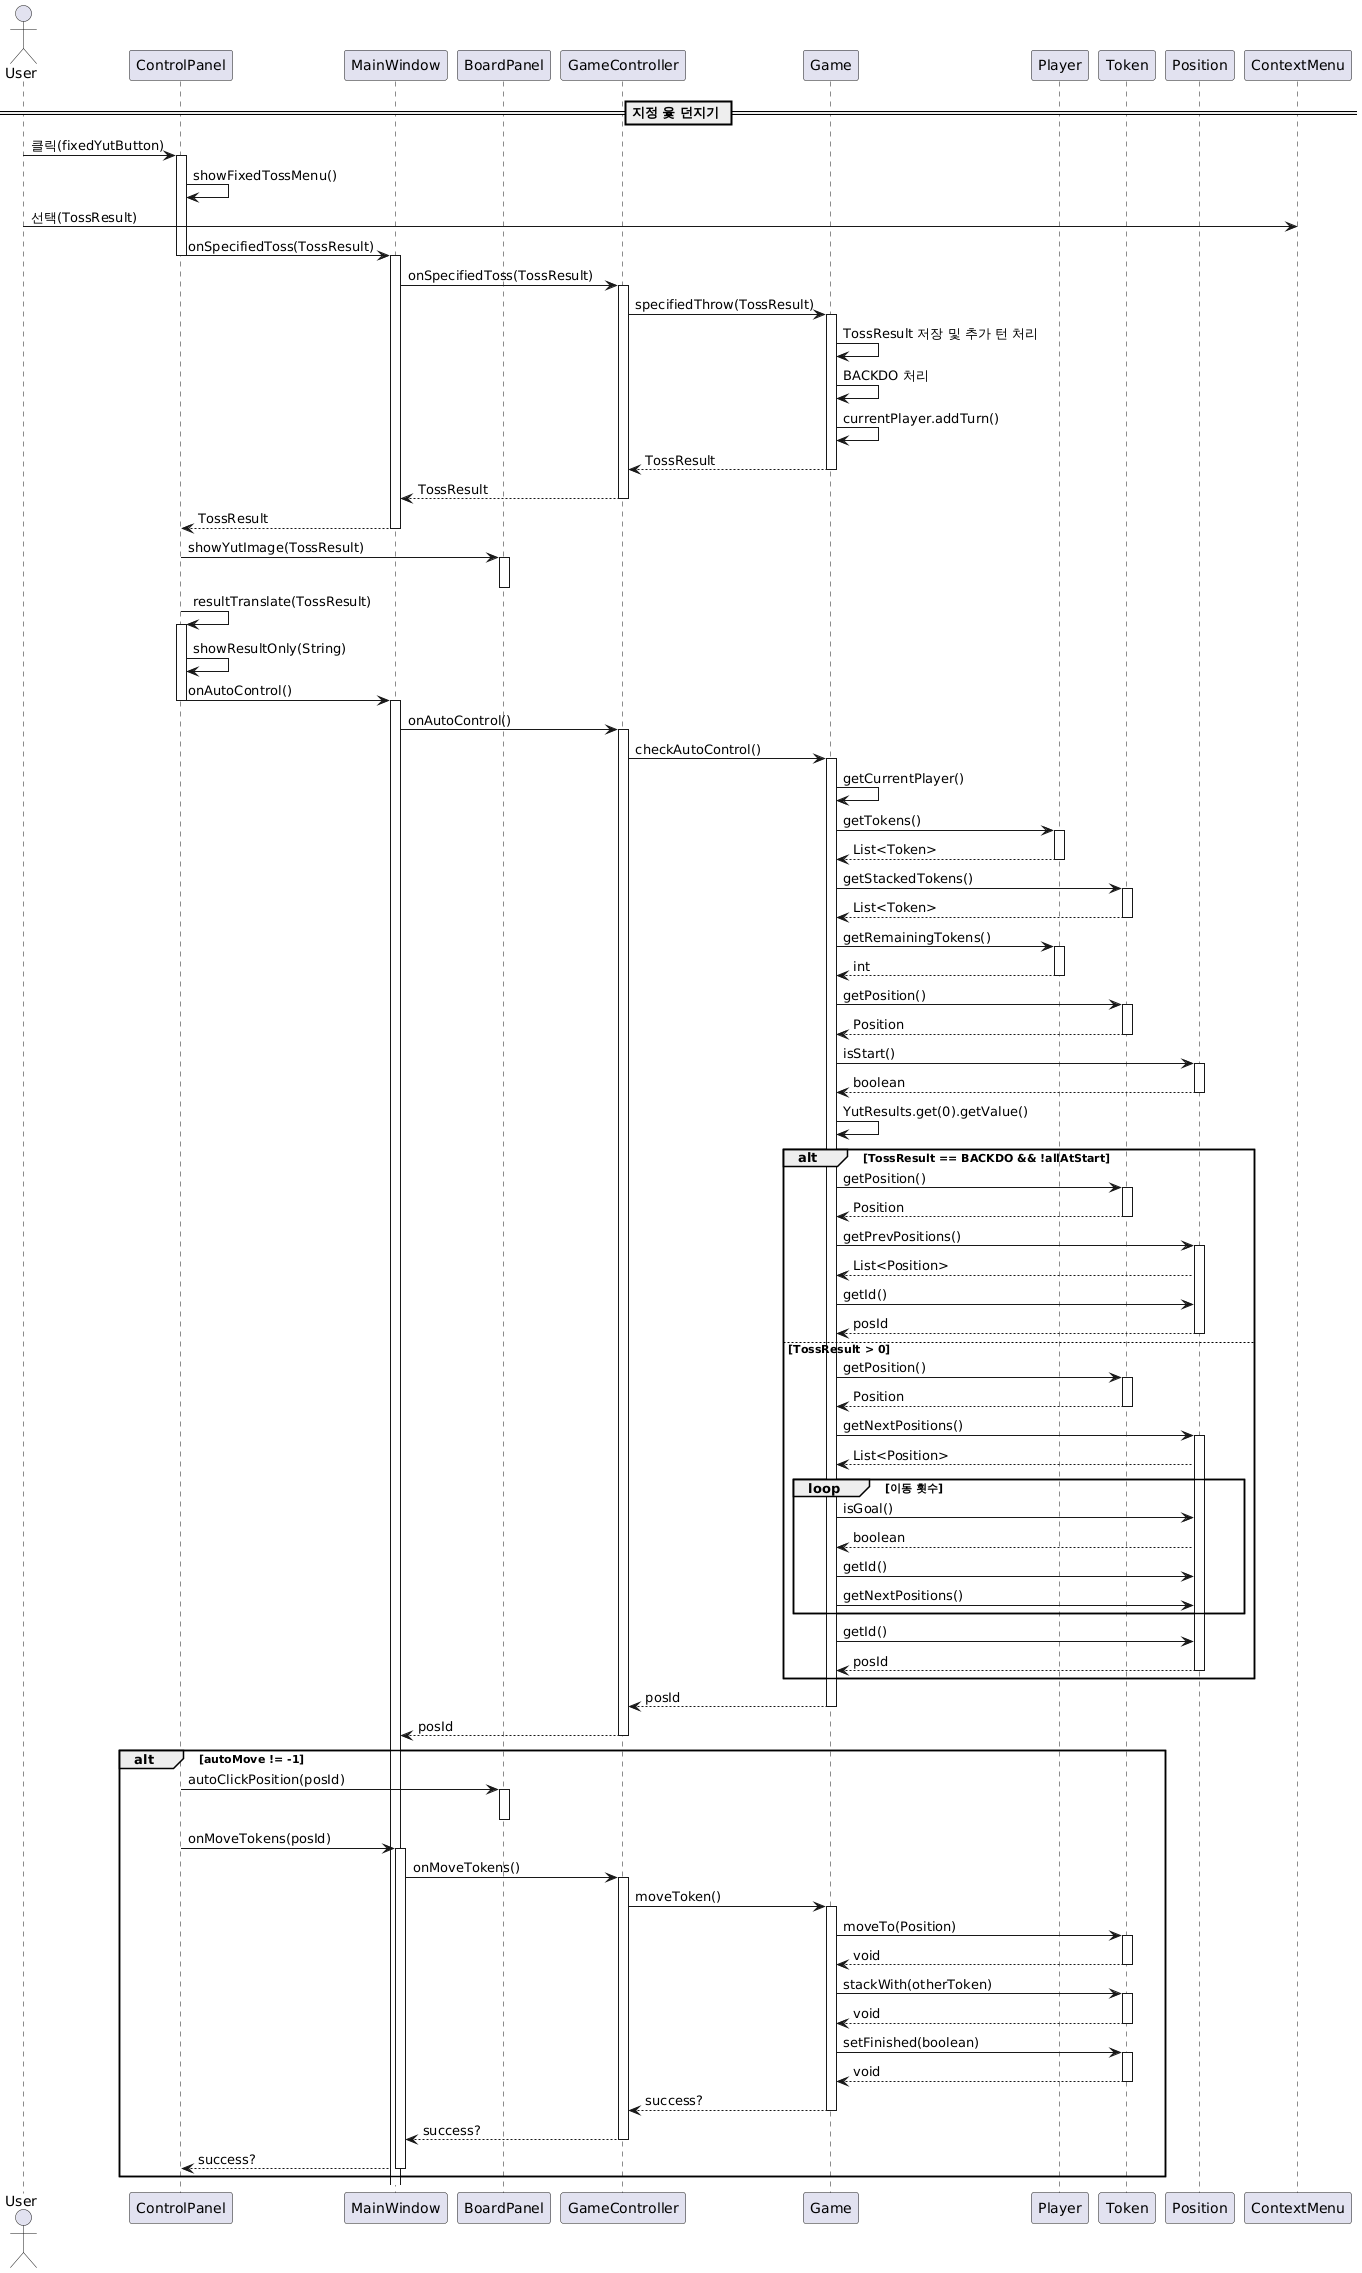 User
ControlPanel
MainWindow
BoardPanel
GameController
Game
Player
Token
Position
ContextMenu
지정 윷 던지기
클릭(fixedYutButton)
showFixedTossMenu()
선택(TossResult)
onSpecifiedToss(TossResult)
onSpecifiedToss(TossResult)
specifiedThrow(TossResult)
TossResult 저장 및 추가 턴 처리
BACKDO 처리
currentPlayer.addTurn()
TossResult
TossResult
TossResult
showYutImage(TossResult)
resultTranslate(TossResult)
showResultOnly(String)
onAutoControl()
onAutoControl()
checkAutoControl()
getCurrentPlayer()
getTokens()
List<Token>
getStackedTokens()
List<Token>
getRemainingTokens()
int
getPosition()
Position
isStart()
boolean
YutResults.get(0).getValue()
alt [TossResult == BACKDO && !allAtStart]
getPosition()
Position
getPrevPositions()
List<Position>
getId()
posId
[TossResult > 0]
getPosition()
Position
getNextPositions()
List<Position>
loop [이동 횟수]
isGoal()
boolean
getId()
getNextPositions()
getId()
posId
posId
posId
alt [autoMove != -1]
autoClickPosition(posId)
onMoveTokens(posId)
onMoveTokens()
moveToken()
moveTo(Position)
void
stackWith(otherToken)
void
setFinished(boolean)
void
success?
success?
success?
User
ControlPanel
MainWindow
BoardPanel
GameController
Game
Player
Token
Position
ContextMenu